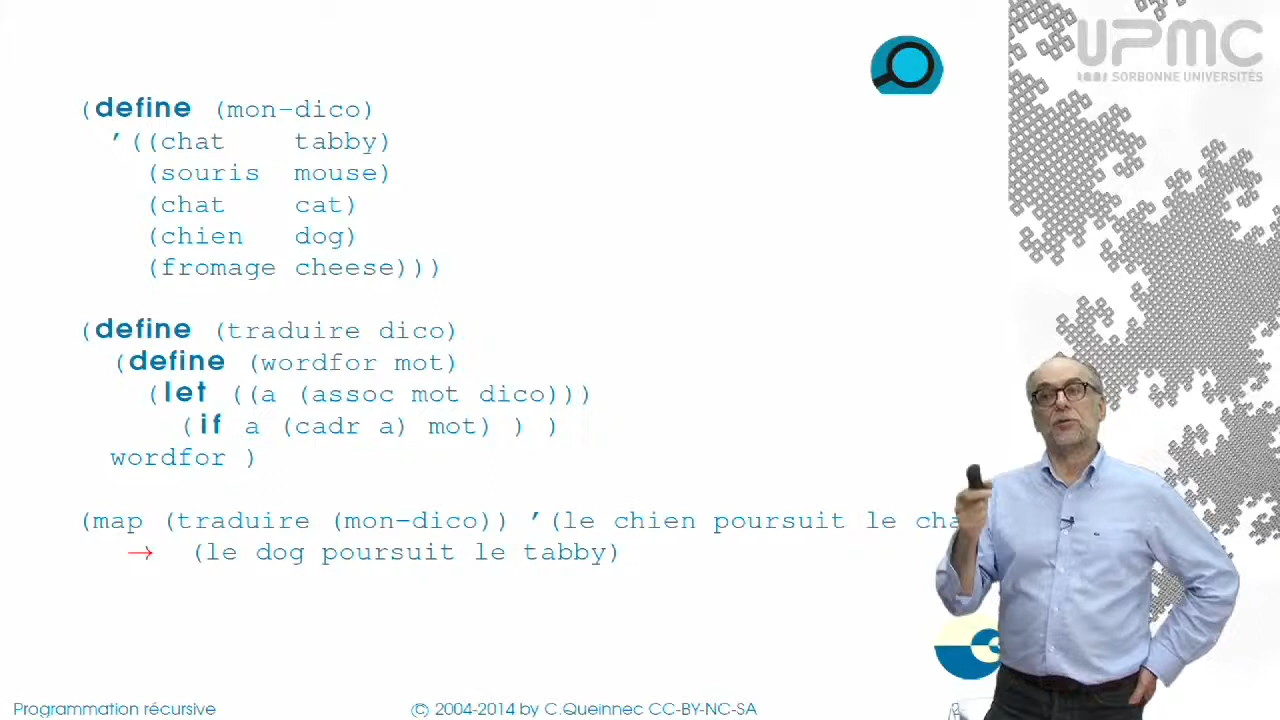 UPMC
SORBONNE UNIVERSITÉS
(define (mon-dico)
'((chat tabby)
(souris mouse)
(chat cat)
(chien dog)
(fromage cheese)))
(define (traduire dico)
(define (wordfor mot)
(let ((a (assoc mot dico)))
(if a (cadr a) mot) ) )
wordfor )
(map (traduire (mon-dico)) '(le chien poursuit le cha
→ (le dog poursuit le tabby)
Programmation récursive
© 2004-2014 by C.Queinnec CC-BY-NC-SA